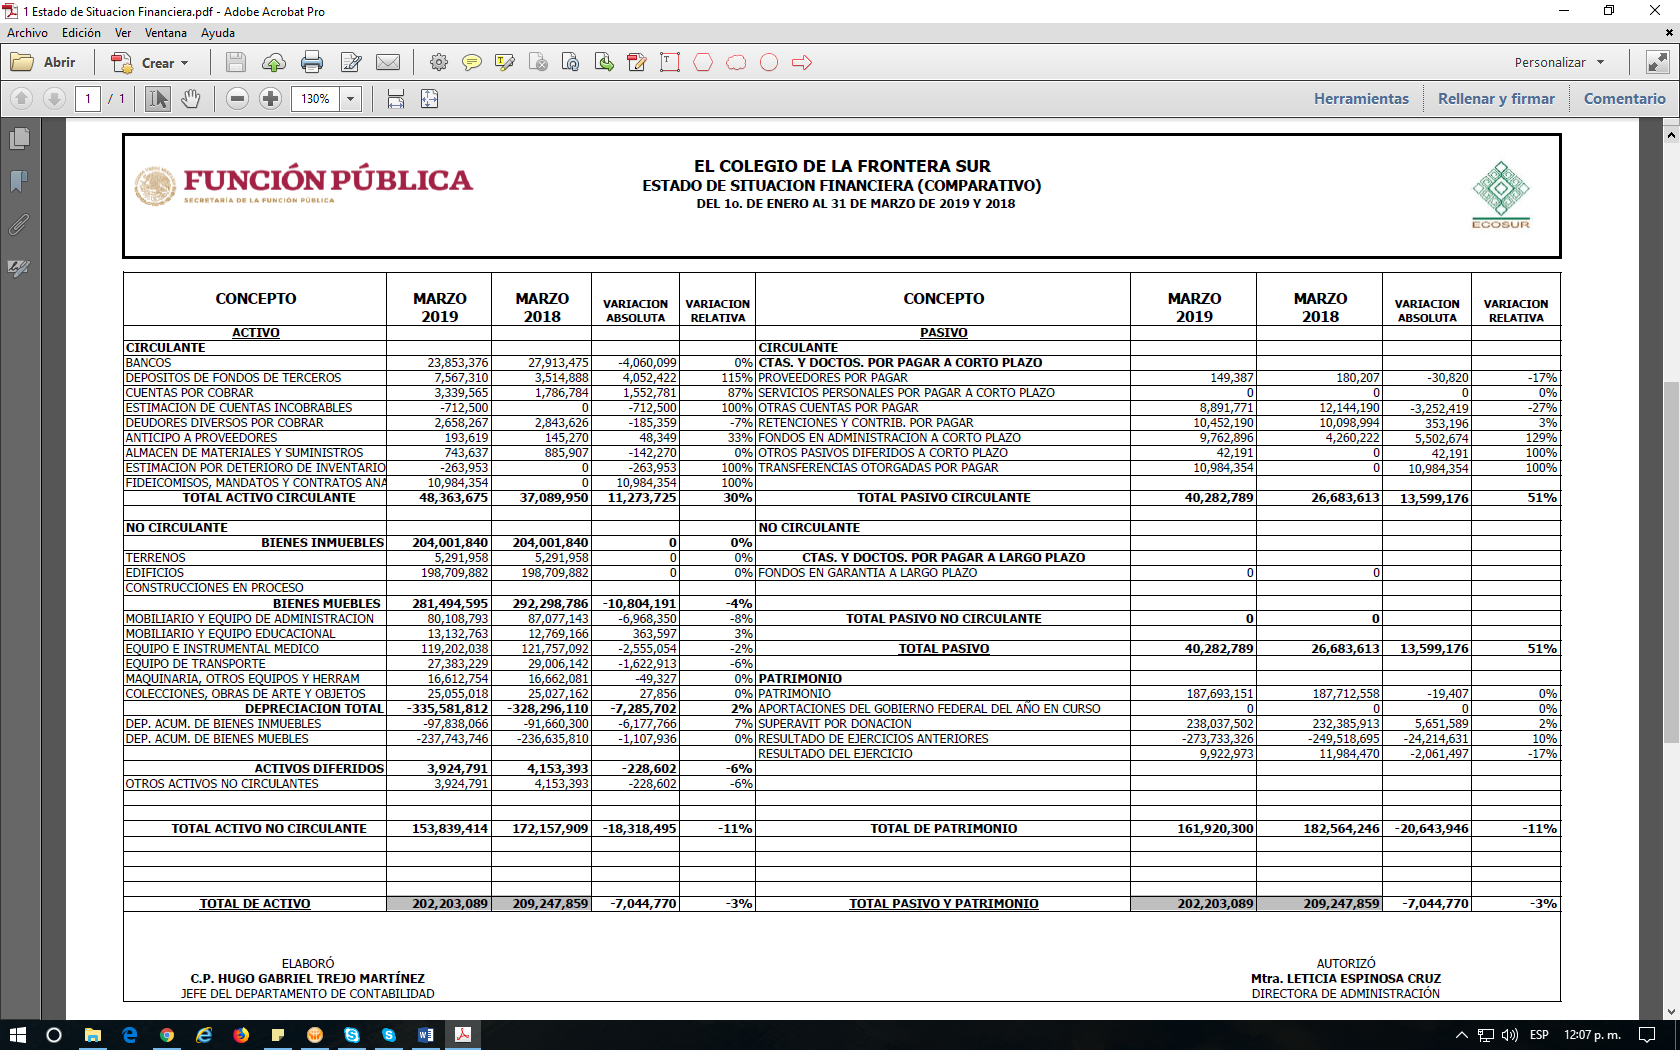 1 Estado de Situacion Financiera.pdf - Adobe Acrobat Pro
Archivo Edición Ver Ventana Ayuda
Abrir Crear Personalizar
1 / 1 130% Herramientas Rellenar y firmar Comentario
FUNCIÓN PÚBLICA
SECRETARÍA DE LA FUNCIÓN PÚBLICA
EL COLEGIO DE LA FRONTERA SUR
ESTADO DE SITUACION FINANCIERA (COMPARATIVO)
DEL 1o. DE ENERO AL 31 DE MARZO DE 2019 Y 2018
ECOSUR
CONCEPTO MARZO 2019 MARZO 2018 VARIACION ABSOLUTA VARIACION RELATIVA CONCEPTO MARZO 2019 MARZO 2018 VARIACION ABSOLUTA VARIACION RELATIVA
ACTIVO PASIVO
CIRCULANTE CIRCULANTE
BANCOS 23,853,376 27,913,475 -4,060,099 0% CTAS. Y DOCTOS. POR PAGAR A CORTO PLAZO
DEPOSITOS DE FONDOS DE TERCEROS 7,567,310 3,514,888 4,052,422 115% PROVEEDORES POR PAGAR 149,387 180,207 -30,820 -17%
CUENTAS POR COBRAR 3,339,565 1,786,784 1,552,781 87% SERVICIOS PERSONALES POR PAGAR A CORTO PLAZO 0 0 0 0%
ESTIMACION DE CUENTAS INCOBRABLES -712,500 0 -712,500 100% OTRAS CUENTAS POR PAGAR 8,891,771 12,144,190 -3,252,419 -27%
DEUDORES DIVERSOS POR COBRAR 2,658,267 2,843,626 -185,359 -7% RETENCIONES Y CONTRIB. POR PAGAR 10,452,190 10,098,994 353,196 3%
ANTICIPO A PROVEEDORES 193,619 145,270 48,349 33% FONDOS EN ADMINISTRACION A CORTO PLAZO 9,762,896 4,260,222 5,502,674 129%
ALMACEN DE MATERIALES Y SUMINISTROS 743,637 885,907 -142,270 0% OTROS PASIVOS DIFERIDOS A CORTO PLAZO 42,191 0 42,191 100%
ESTIMACION POR DETERIORO DE INVENTARIO -263,953 0 -263,953 100% TRANSFERENCIAS OTORGADAS POR PAGAR 10,984,354 0 10,984,354 100%
FIDEICOMISOS, MANDATOS Y CONTRATOS ANA 10,984,354 0 10,984,354 100%
TOTAL ACTIVO CIRCULANTE 48,363,675 37,089,950 11,273,725 30% TOTAL PASIVO CIRCULANTE 40,282,789 26,683,613 13,599,176 51%
NO CIRCULANTE NO CIRCULANTE
BIENES INMUEBLES 204,001,840 204,001,840 0 0%
TERRENOS 5,291,958 5,291,958 0 0% CTAS. Y DOCTOS. POR PAGAR A LARGO PLAZO
EDIFICIOS 198,709,882 198,709,882 0 0% FONDOS EN GARANTIA A LARGO PLAZO 0 0
CONSTRUCCIONES EN PROCESO
BIENES MUEBLES 281,494,595 292,298,786 -10,804,191 -4%
MOBILIARIO Y EQUIPO DE ADMINISTRACION 80,108,793 87,077,143 -6,968,350 -8% TOTAL PASIVO NO CIRCULANTE 0 0
MOBILIARIO Y EQUIPO EDUCACIONAL 13,132,763 12,769,166 363,597 3%
EQUIPO E INSTRUMENTAL MEDICO 119,202,038 121,757,092 -2,555,054 -2% TOTAL PASIVO 40,282,789 26,683,613 13,599,176 51%
EQUIPO DE TRANSPORTE 27,383,229 29,006,142 -1,622,913 -6%
MAQUINARIA, OTROS EQUIPOS Y HERRAM 16,612,754 16,662,081 -49,327 0% PATRIMONIO
COLECCIONES, OBRAS DE ARTE Y OBJETOS 25,055,018 25,027,162 27,856 0% PATRIMONIO 187,693,151 187,712,558 -19,407 0%
DEPRECIACION TOTAL -335,581,812 -328,296,110 -7,285,702 2% APORTACIONES DEL GOBIERNO FEDERAL DEL AÑO EN CURSO 0 0 0 0%
DEP. ACUM. DE BIENES INMUEBLES -97,838,066 -91,660,300 -6,177,766 7% SUPERAVIT POR DONACION 238,037,502 232,385,913 5,651,589 2%
DEP. ACUM. DE BIENES MUEBLES -237,743,746 -236,635,810 -1,107,936 0% RESULTADO DE EJERCICIOS ANTERIORES -273,733,326 -249,518,695 -24,214,631 10%
RESULTADO DEL EJERCICIO 9,922,973 11,984,470 -2,061,497 -17%
ACTIVOS DIFERIDOS 3,924,791 4,153,393 -228,602 -6%
OTROS ACTIVOS NO CIRCULANTES 3,924,791 4,153,393 -228,602 -6%
TOTAL ACTIVO NO CIRCULANTE 153,839,414 172,157,909 -18,318,495 -11% TOTAL DE PATRIMONIO 161,920,300 182,564,246 -20,643,946 -11%
TOTAL DE ACTIVO 202,203,089 209,247,859 -7,044,770 -3% TOTAL PASIVO Y PATRIMONIO 202,203,089 209,247,859 -7,044,770 -3%
ELABORÓ AUTORIZÓ
C.P. HUGO GABRIEL TREJO MARTÍNEZ Mtra. LETICIA ESPINOSA CRUZ
JEFE DEL DEPARTAMENTO DE CONTABILIDAD DIRECTORA DE ADMINISTRACIÓN
ESP 12:07 p. m.